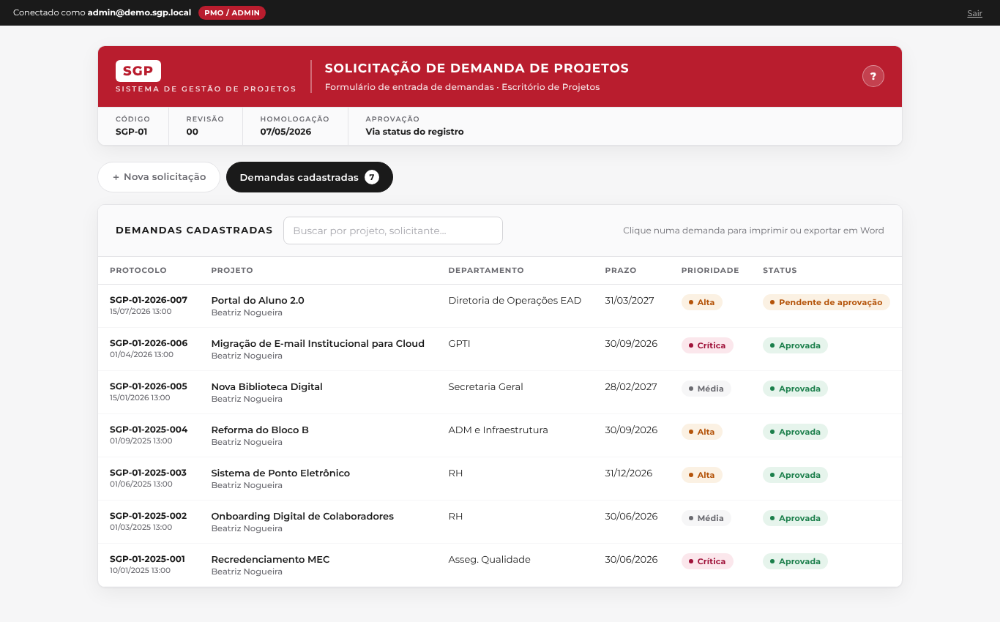 Conectado como admin@demo.sgp.local PMO / ADMIN Sair
SGP
SISTEMA DE GESTÃO DE PROJETOS
SOLICITAÇÃO DE DEMANDA DE PROJETOS
Formulário de entrada de demandas · Escritório de Projetos
?
CÓDIGO REVISÃO HOMOLOGAÇÃO APROVAÇÃO
SGP-01 00 07/05/2026 Via status do registro
+ Nova solicitação Demandas cadastradas 7
DEMANDAS CADASTRADAS Buscar por projeto, solicitante... Clique numa demanda para imprimir ou exportar em Word
PROTOCOLO PROJETO DEPARTAMENTO PRAZO PRIORIDADE STATUS
SGP-01-2026-007 Portal do Aluno 2.0 Diretoria de Operações EAD 31/03/2027 Alta Pendente de aprovação
15/07/2026 13:00 Beatriz Nogueira
SGP-01-2026-006 Migração de E-mail Institucional para Cloud GPTI 30/09/2026 Crítica Aprovada
01/04/2026 13:00 Beatriz Nogueira
SGP-01-2026-005 Nova Biblioteca Digital Secretaria Geral 28/02/2027 Média Aprovada
15/01/2026 13:00 Beatriz Nogueira
SGP-01-2025-004 Reforma do Bloco B ADM e Infraestrutura 30/09/2026 Alta Aprovada
01/09/2025 13:00 Beatriz Nogueira
SGP-01-2025-003 Sistema de Ponto Eletrônico RH 31/12/2026 Alta Aprovada
01/06/2025 13:00 Beatriz Nogueira
SGP-01-2025-002 Onboarding Digital de Colaboradores RH 30/06/2026 Média Aprovada
01/03/2025 13:00 Beatriz Nogueira
SGP-01-2025-001 Recredenciamento MEC Asseg. Qualidade 30/06/2026 Crítica Aprovada
10/01/2025 13:00 Beatriz Nogueira